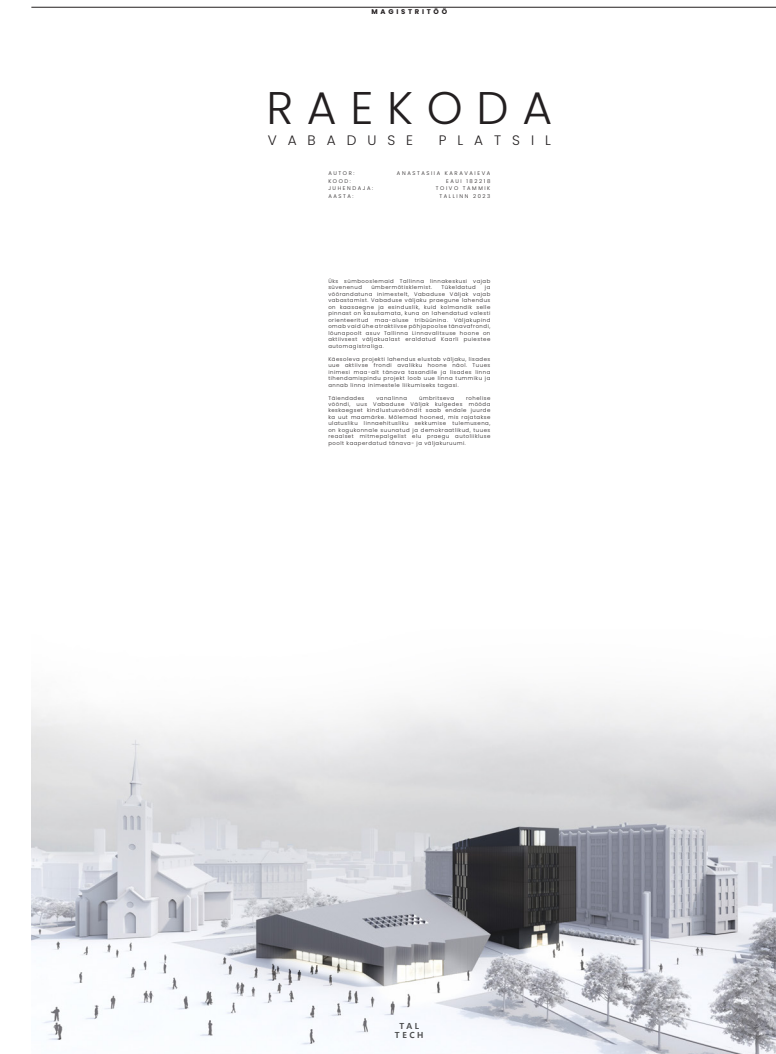 MAGISTRITÖÖ
RAEKODA
VABADUSE PLATSIL
AUTOR: ANASTASIIA KARAVAIEVA
KOOD: EAUI 182218
JUHENDAJA: TOIVO TAMMIK
AASTA: TALLINN 2023
Üks sümboolsemaid Tallinna linnakeskusi vajab
süvenenud ümbermõtisklemist. Tükeldatud ja
võõrandatuna inimestelt, Vabaduse Väljak vajab
vabastamist. Vabaduse väljaku praegune lahendus
on kaasaegne ja esinduslik, kuid kolmandik selle
pinnast on kasutamata, kuna on lahendatud valesti
orienteeritud maa-aluse tribüünina. Väljakupind
omab vaid ühe atraktiivse põhjapoolse tänavafrondi,
lõunapoolt asuv Tallinna Linnavalitsuse hoone on
aktiivsest väljakualast eraldatud Kaarli puiestee
automagistraliga.
Käesoleva projekti lahendus elustab väljaku, lisades
uue aktiivse frondi avalikku hoone näol. Tuues
inimesi maa-alt tänava tasandile ja lisades linna
tihendamispindu projekt loob uue linna tummiku ja
annab linna inimestele liikumiseks tagasi.
Täiendades vanalinna ümbritseva rohelise
vööndi, uus Vabaduse Väljak kulgedes mööda
keskaegset kindlustusvööndit saab endale juurde
ka uut maamärke. Mõlemad hooned, mis rajatakse
ulatusliku linnaehitusliku sekkumise tulemusena,
on kogukonnale suunatud ja demokraatlikud, tuues
reaalset mitmepalgelist elu praegu autoliikluse
poolt kaaperdatud tänava- ja väljakuruumi.
TAL
TECH